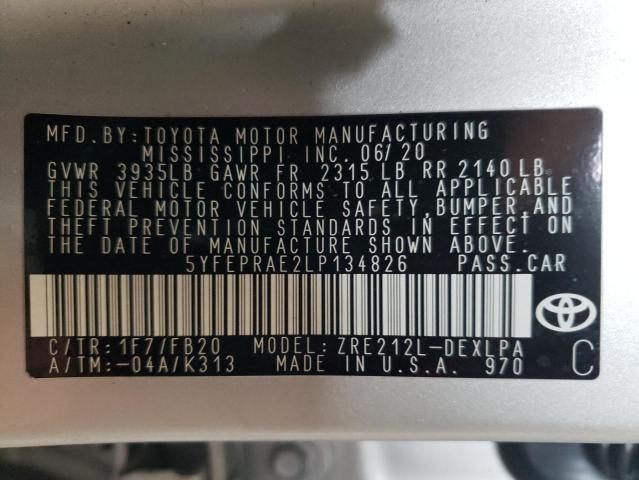 MFD. BY: TOYOTA MOTOR MANUFACTURING
MISSISSIPPI INC. 06/20
GVWR 3935LB GAWR FR 2315 LB RR 2140 LB
THIS VEHICLE CONFORMS TO ALL APPLICABLE
FEDERAL MOTOR VEHICLE SAFETY, BUMPER, AND
THEFT PREVENTION STANDARDS IN EFFECT ON
THE DATE OF MANUFACTURE SHOWN ABOVE.
5YFEPRAE2LP134826 PASS. CAR
C/TR: 1F7/FB20 MODEL: ZRE212L-DEXLPA
A/TM: -04A/K313 MADE IN U.S.A. 970 C